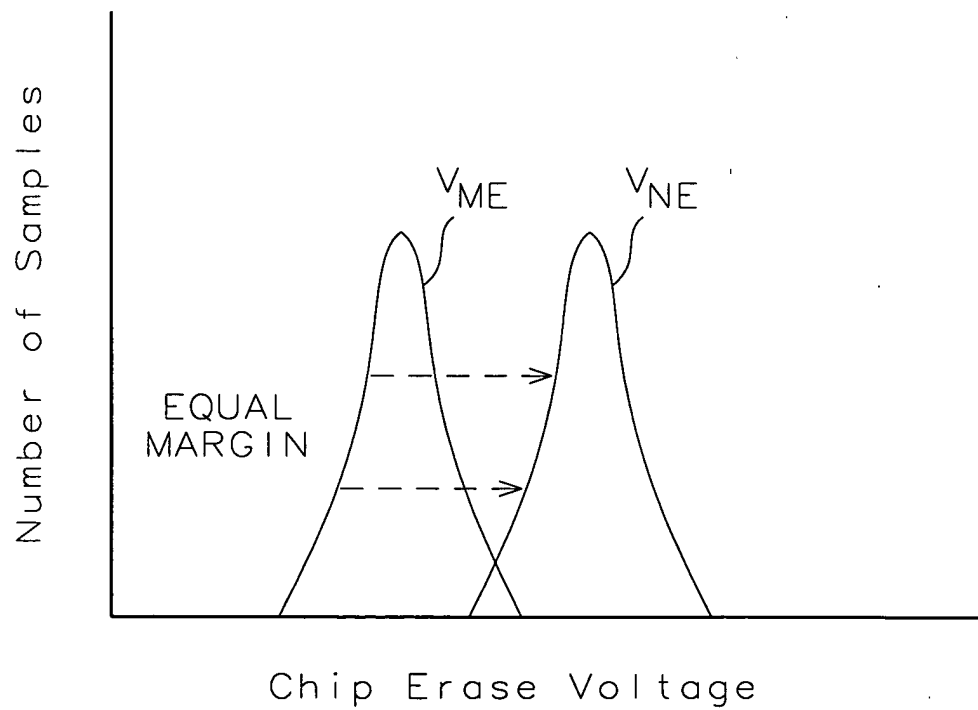 Number of Samples
V_ME
V_NE
EQUAL
MARGIN
Chip Erase Voltage